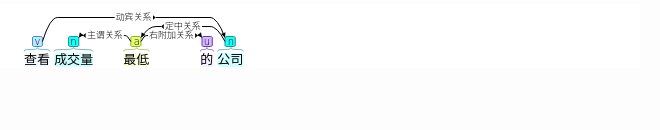 动宾关系
定中关系
主谓关系 右附加关系
v n a u n
查看 成交量 最低 的 公司